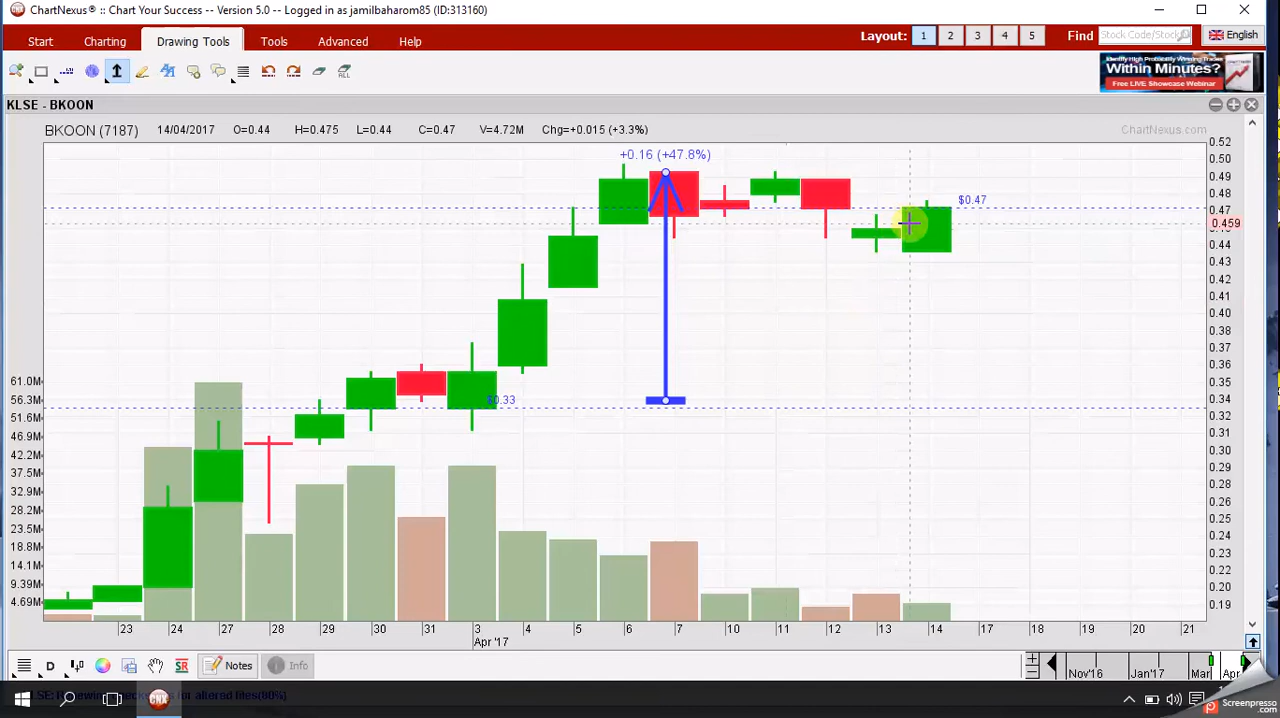 ChartNexus® :: Chart Your Success -- Version 5.0 -- Logged in as jamilbaharom85 (ID:313160)
Start Charting Drawing Tools Tools Advanced Help Layout: 1 2 3 4 5 Find Stock Code/Stock English
ALL
Identify High Probability Winning Trades
Within Minutes?
Free LIVE Showcase Webinar
KLSE - BKOON
BKOON (7187) 14/04/2017 O=0.44 H=0.475 L=0.44 C=0.47 V=4.72M Chg=+0.015 (+3.3%) ChartNexus.com
+0.16 (+47.8%)
$0.47
$0.33
0.52
0.50
0.49
0.48
0.47
0.459
0.44
0.43
0.42
0.41
0.40
0.38
0.37
0.36
0.35
0.34
0.32
0.31
0.30
0.29
0.28
0.26
0.25
0.24
0.23
0.22
0.20
0.19
61.0M
56.3M
51.6M
46.9M
42.2M
37.5M
32.9M
28.2M
23.5M
18.8M
14.1M
9.39M
4.69M
23 24 27 28 29 30 31 3 4 5 6 7 10 11 12 13 14 17 18 19 20 21
Apr '17
D SR Notes Info Nov'16 Jan'17 Mar Apr
GNX
Screenpresso
.com